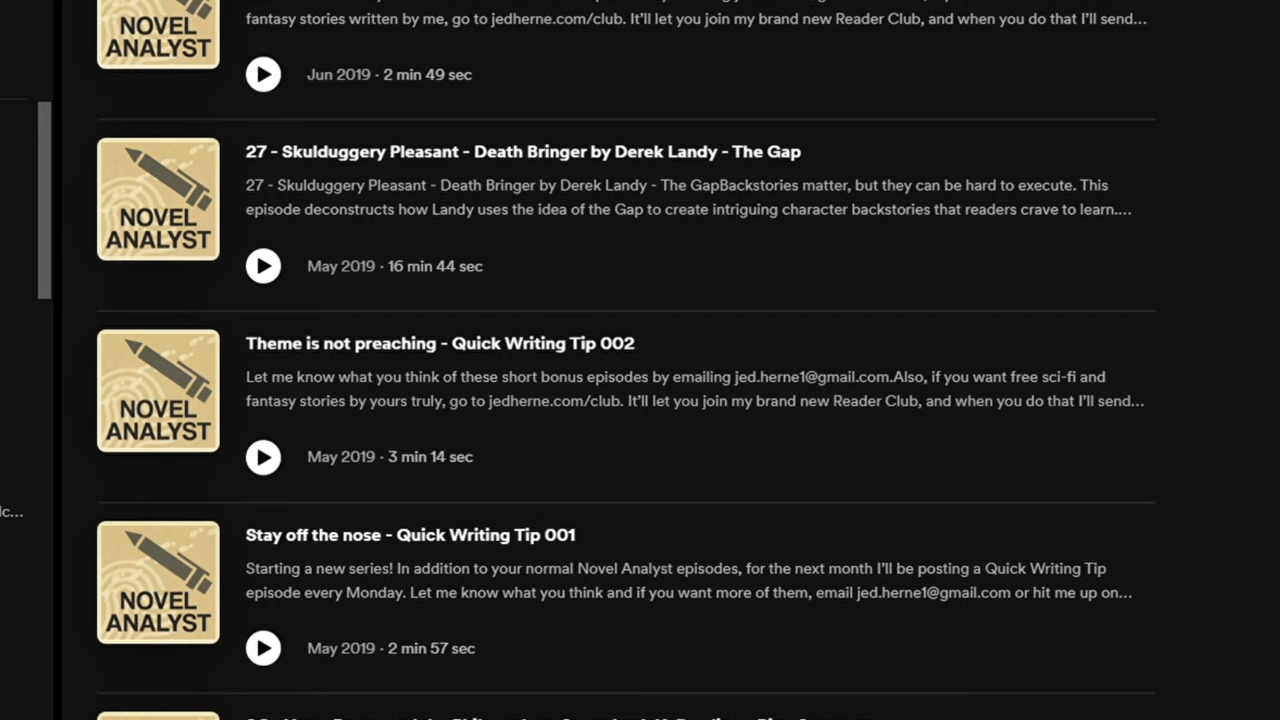 fantasy stories written by me, go to jedherne.com/club. It'll let you join my brand new Reader Club, and when you do that I'll send...
NOVEL
ANALYST
Jun 2019 · 2 min 49 sec
27 - Skulduggery Pleasant - Death Bringer by Derek Landy - The Gap
27 - Skulduggery Pleasant - Death Bringer by Derek Landy - The GapBackstories matter, but they can be hard to execute. This
episode deconstructs how Landy uses the idea of the Gap to create intriguing character backstories that readers crave to learn....
NOVEL
ANALYST
May 2019 · 16 min 44 sec
Theme is not preaching - Quick Writing Tip 002
Let me know what you think of these short bonus episodes by emailing jed.herne1@gmail.com.Also, if you want free sci-fi and
fantasy stories by yours truly, go to jedherne.com/club. It'll let you join my brand new Reader Club, and when you do that I'll send...
NOVEL
ANALYST
May 2019 · 3 min 14 sec
lc...
Stay off the nose - Quick Writing Tip 001
Starting a new series! In addition to your normal Novel Analyst episodes, for the next month I'll be posting a Quick Writing Tip
episode every Monday. Let me know what you think and if you want more of them, email jed.herne1@gmail.com or hit me up on...
NOVEL
ANALYST
May 2019 · 2 min 57 sec